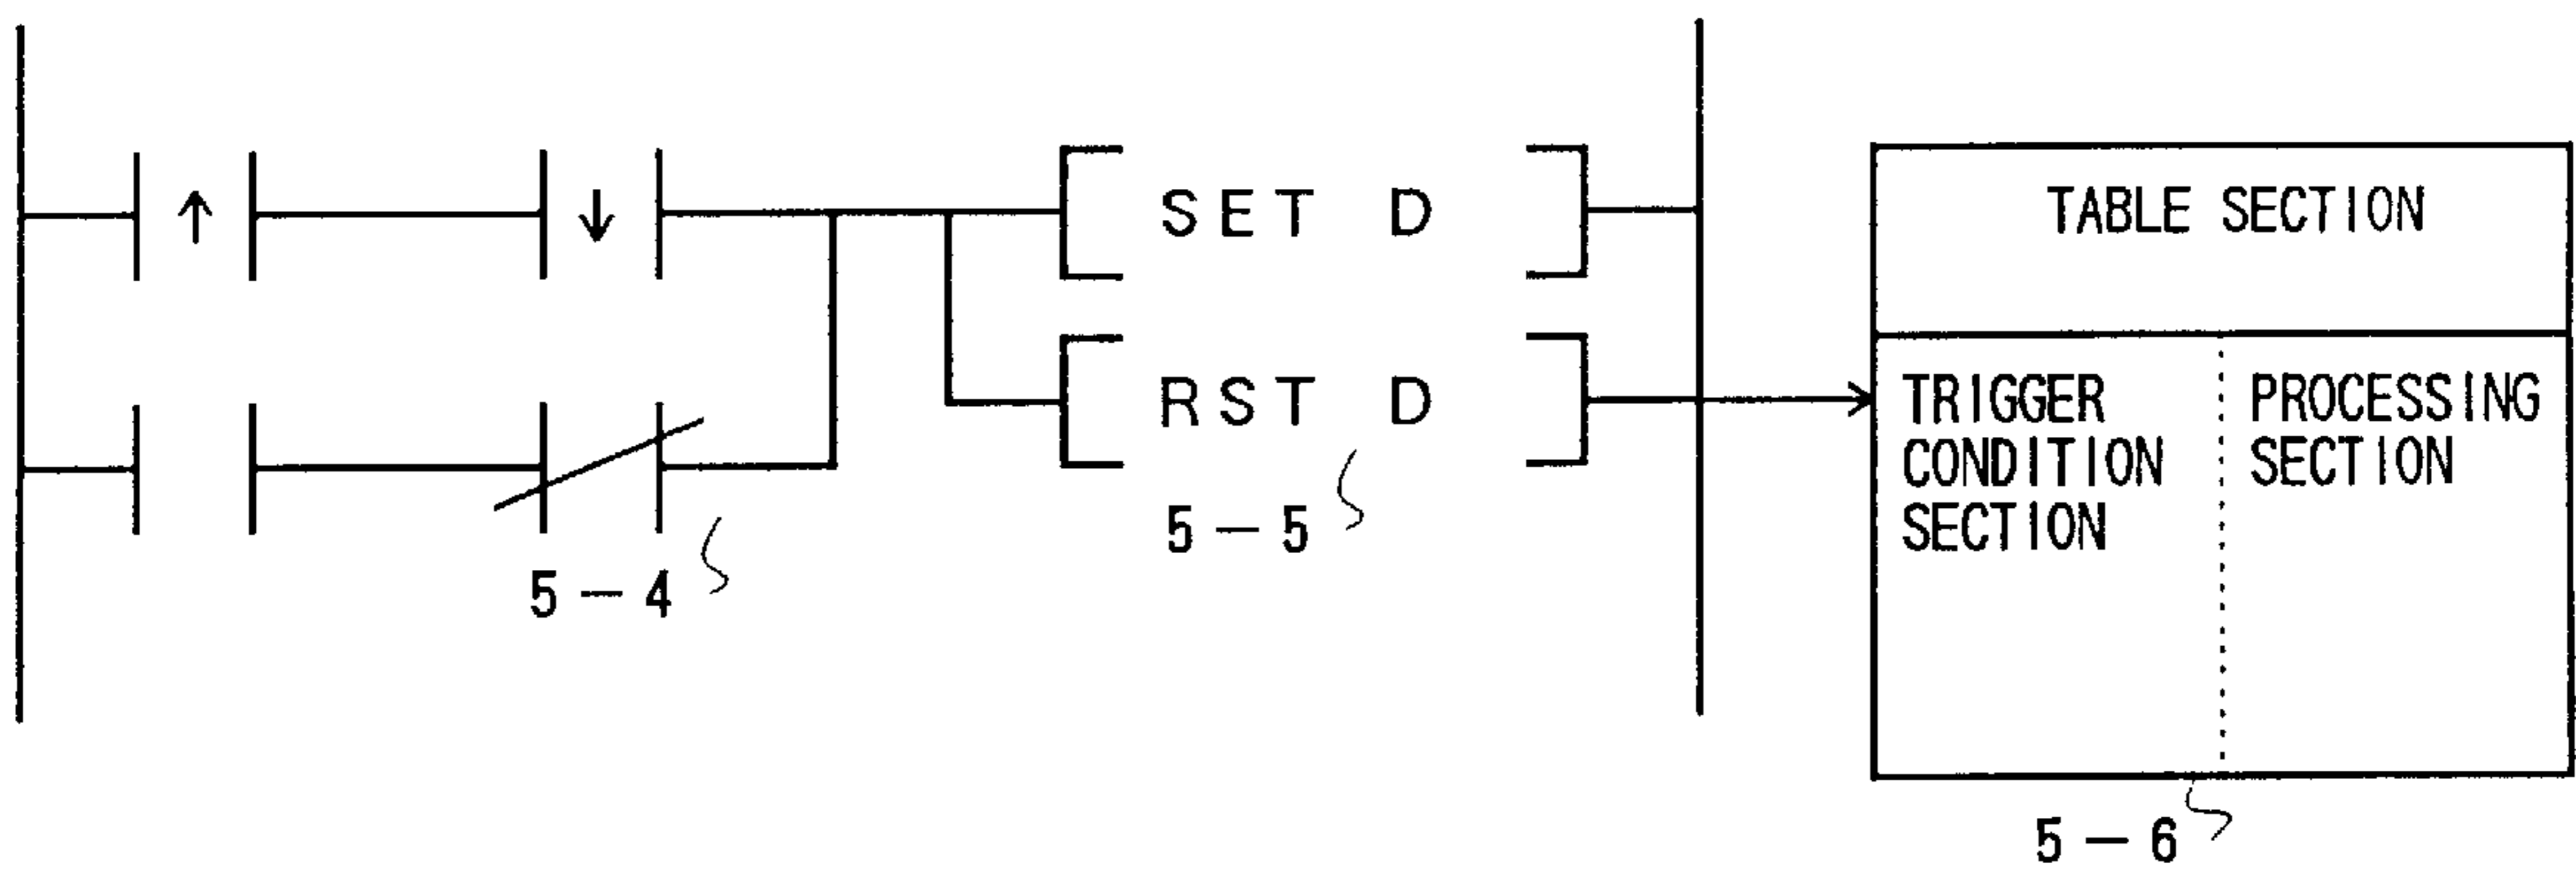 ↑
↓
SET D
RST D
5-4
5-5
TABLE SECTION
TRIGGER
CONDITION
SECTION
PROCESSING
SECTION
5-6